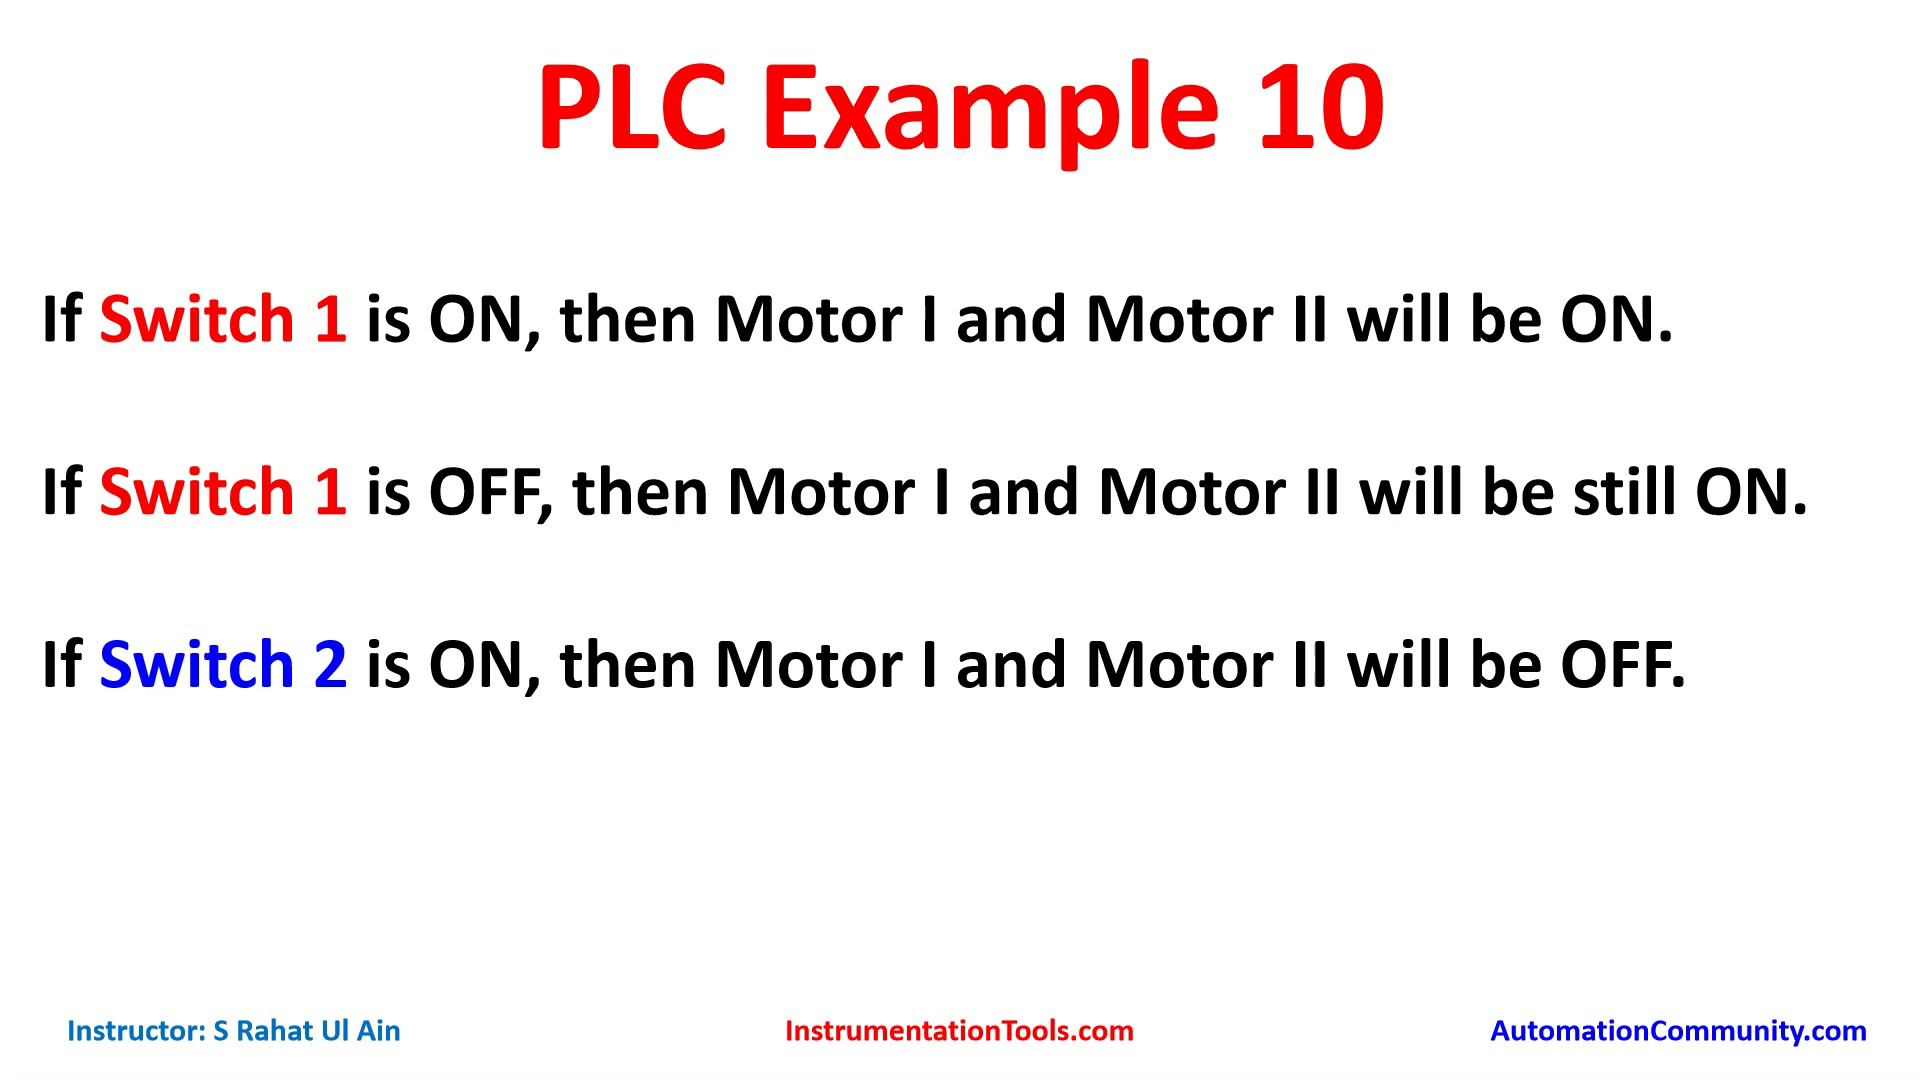 PLC Example 10
If Switch 1 is ON, then Motor I and Motor II will be ON.
If Switch 1 is OFF, then Motor I and Motor II will be still ON.
If Switch 2 is ON, then Motor I and Motor II will be OFF.
Instructor: S Rahat Ul Ain
InstrumentationTools.com
AutomationCommunity.com